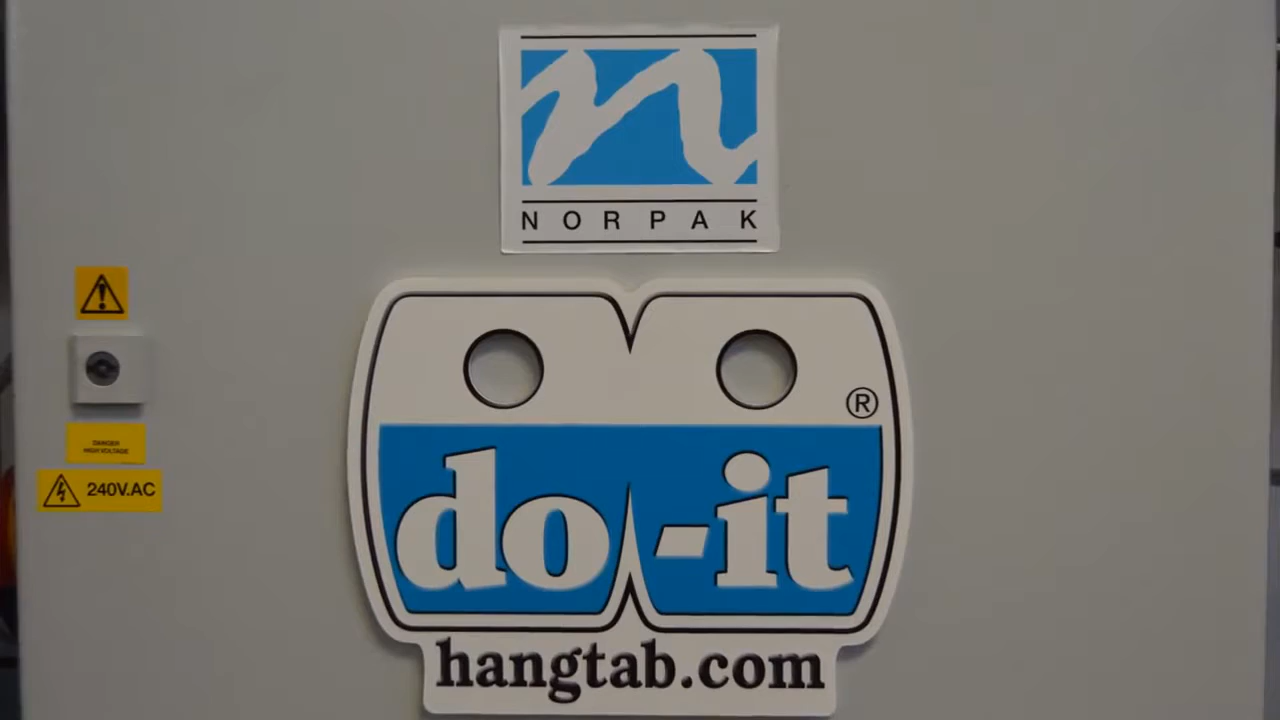 NORPAK
®
do-it
hangtab.com
DANGER
HIGH VOLTAGE
240V.AC